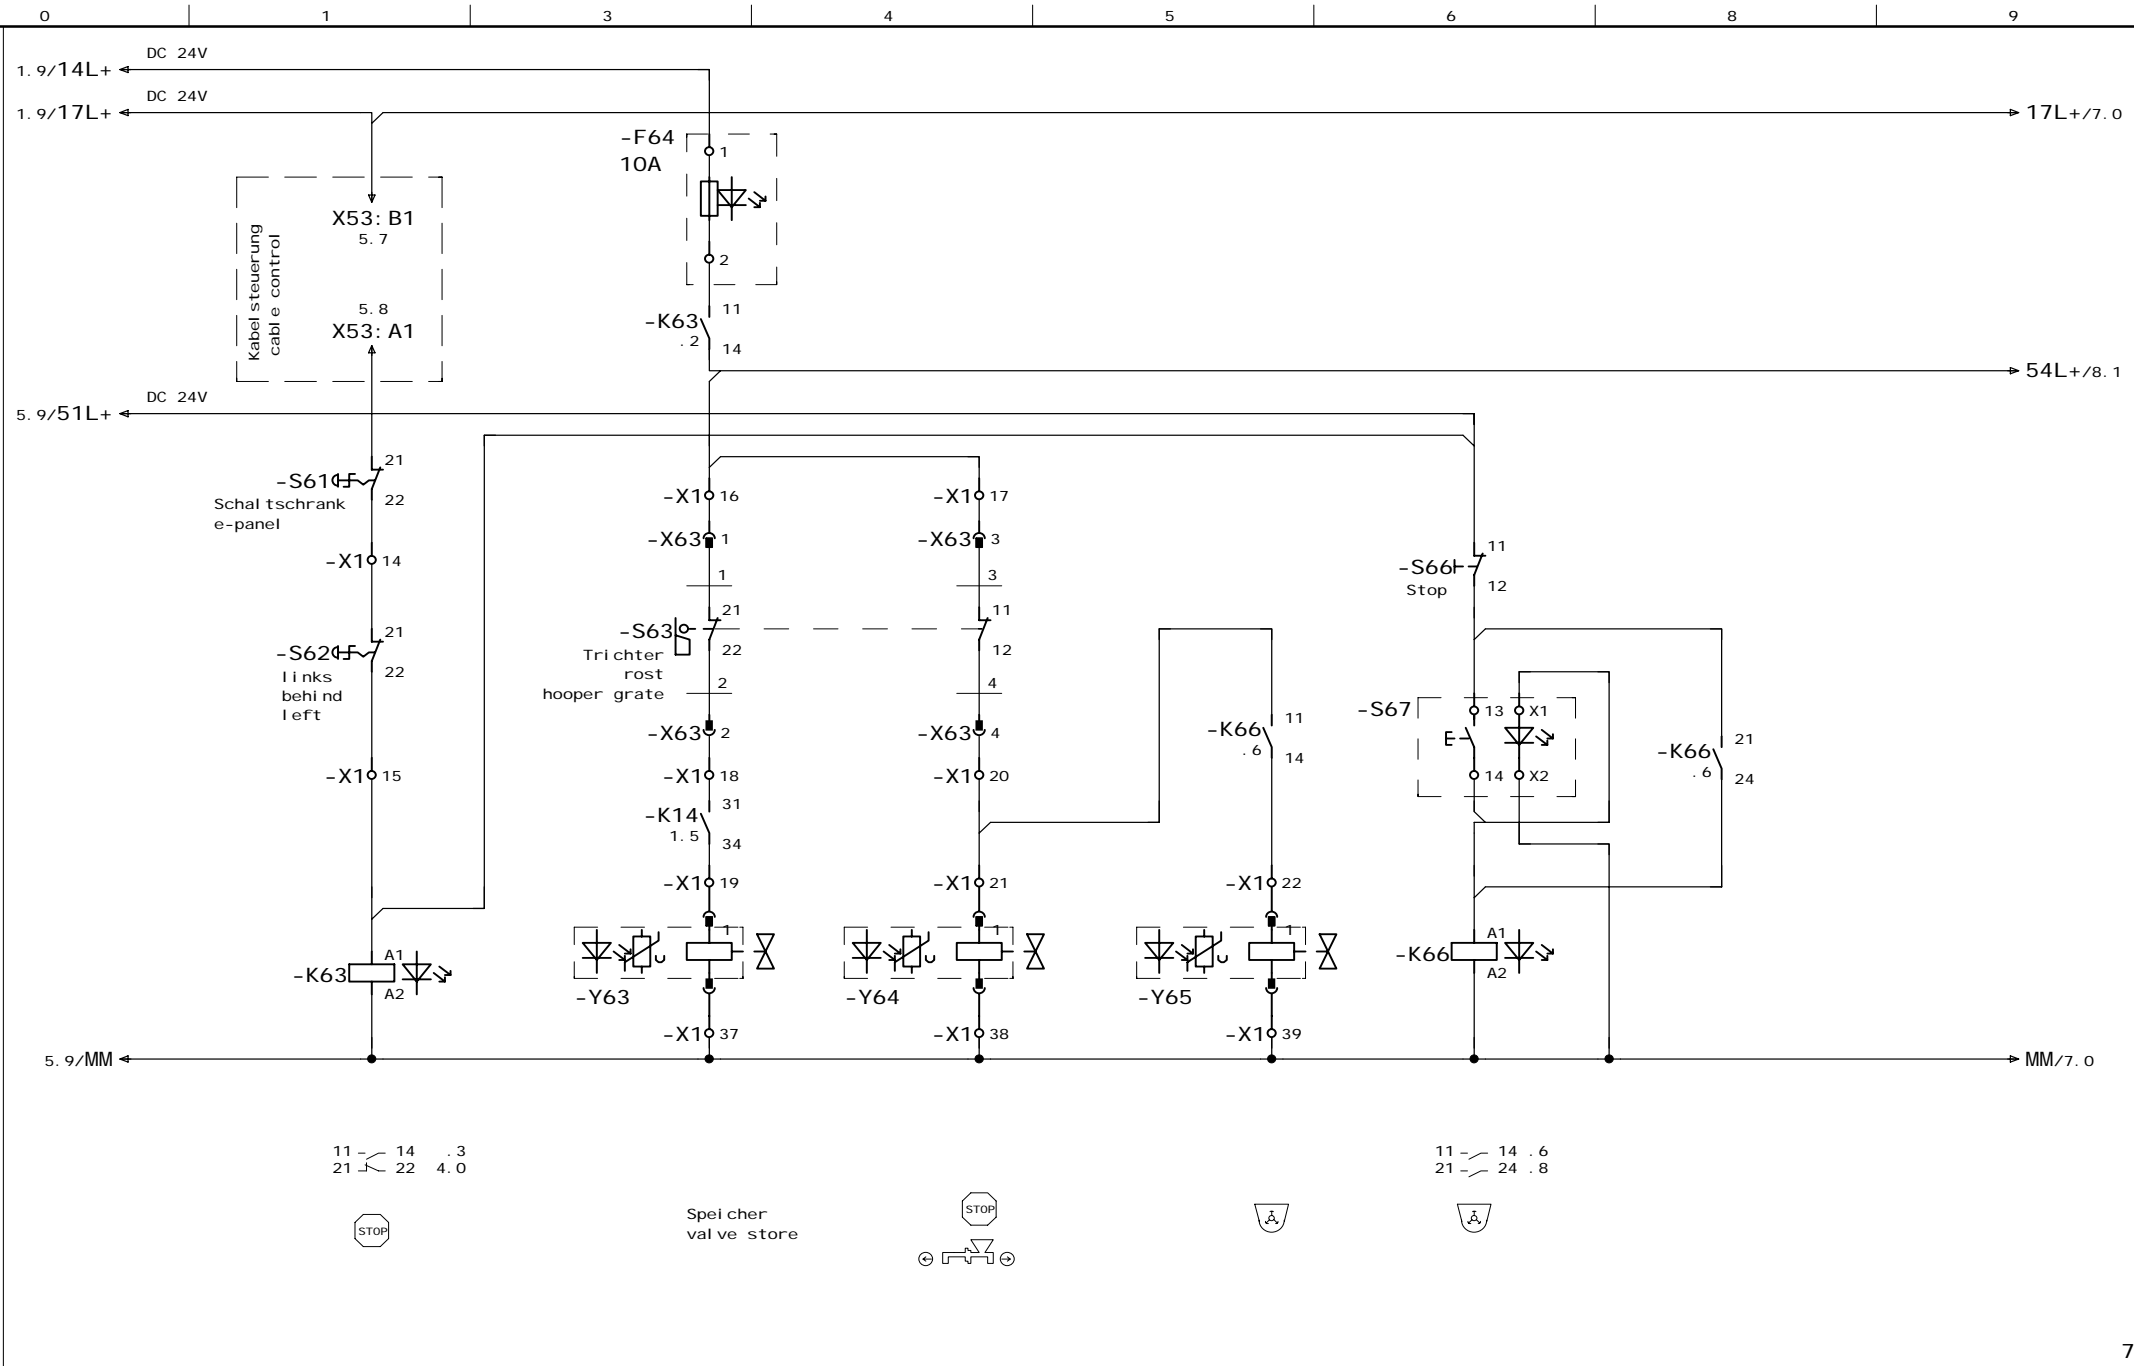 0 1 3 4 5 6 8 9
DC 24V
1.9/14L+
DC 24V
1.9/17L+ 17L+/7.0
-F64 1
10A
2
Kabelsteuerung
cable control
X53:B1
5.7
5.8
X53:A1
-K63 11
.2 14
54L+/8.1
DC 24V
5.9/51L+
-S61 21
22
Schaltschrank
e-panel
-X1 14
-S62 21
22
links
behind
left
-X1 15
-K63 A1
A2
-X1 16
-X63 1
1
-S63 21
22
Trichter
rost
hooper grate
2
-X63 2
-X1 18
-K14 31
1.5 34
-X1 19
1
-Y63
-X1 37
-X1 17
-X63 3
3
11
12
4
-X63 4
-X1 20
-X1 21
1
-Y64
-X1 38
-K66 11
.6 14
-X1 22
1
-Y65
-X1 39
-S66 11
Stop 12
-S67 13 X1
14 X2
-K66 21
.6 24
-K66 A1
A2
5.9/MM MM/7.0
11 14 .3
21 22 4.0
STOP
Speicher
valve store
STOP
11 14 .6
21 24 .8
7